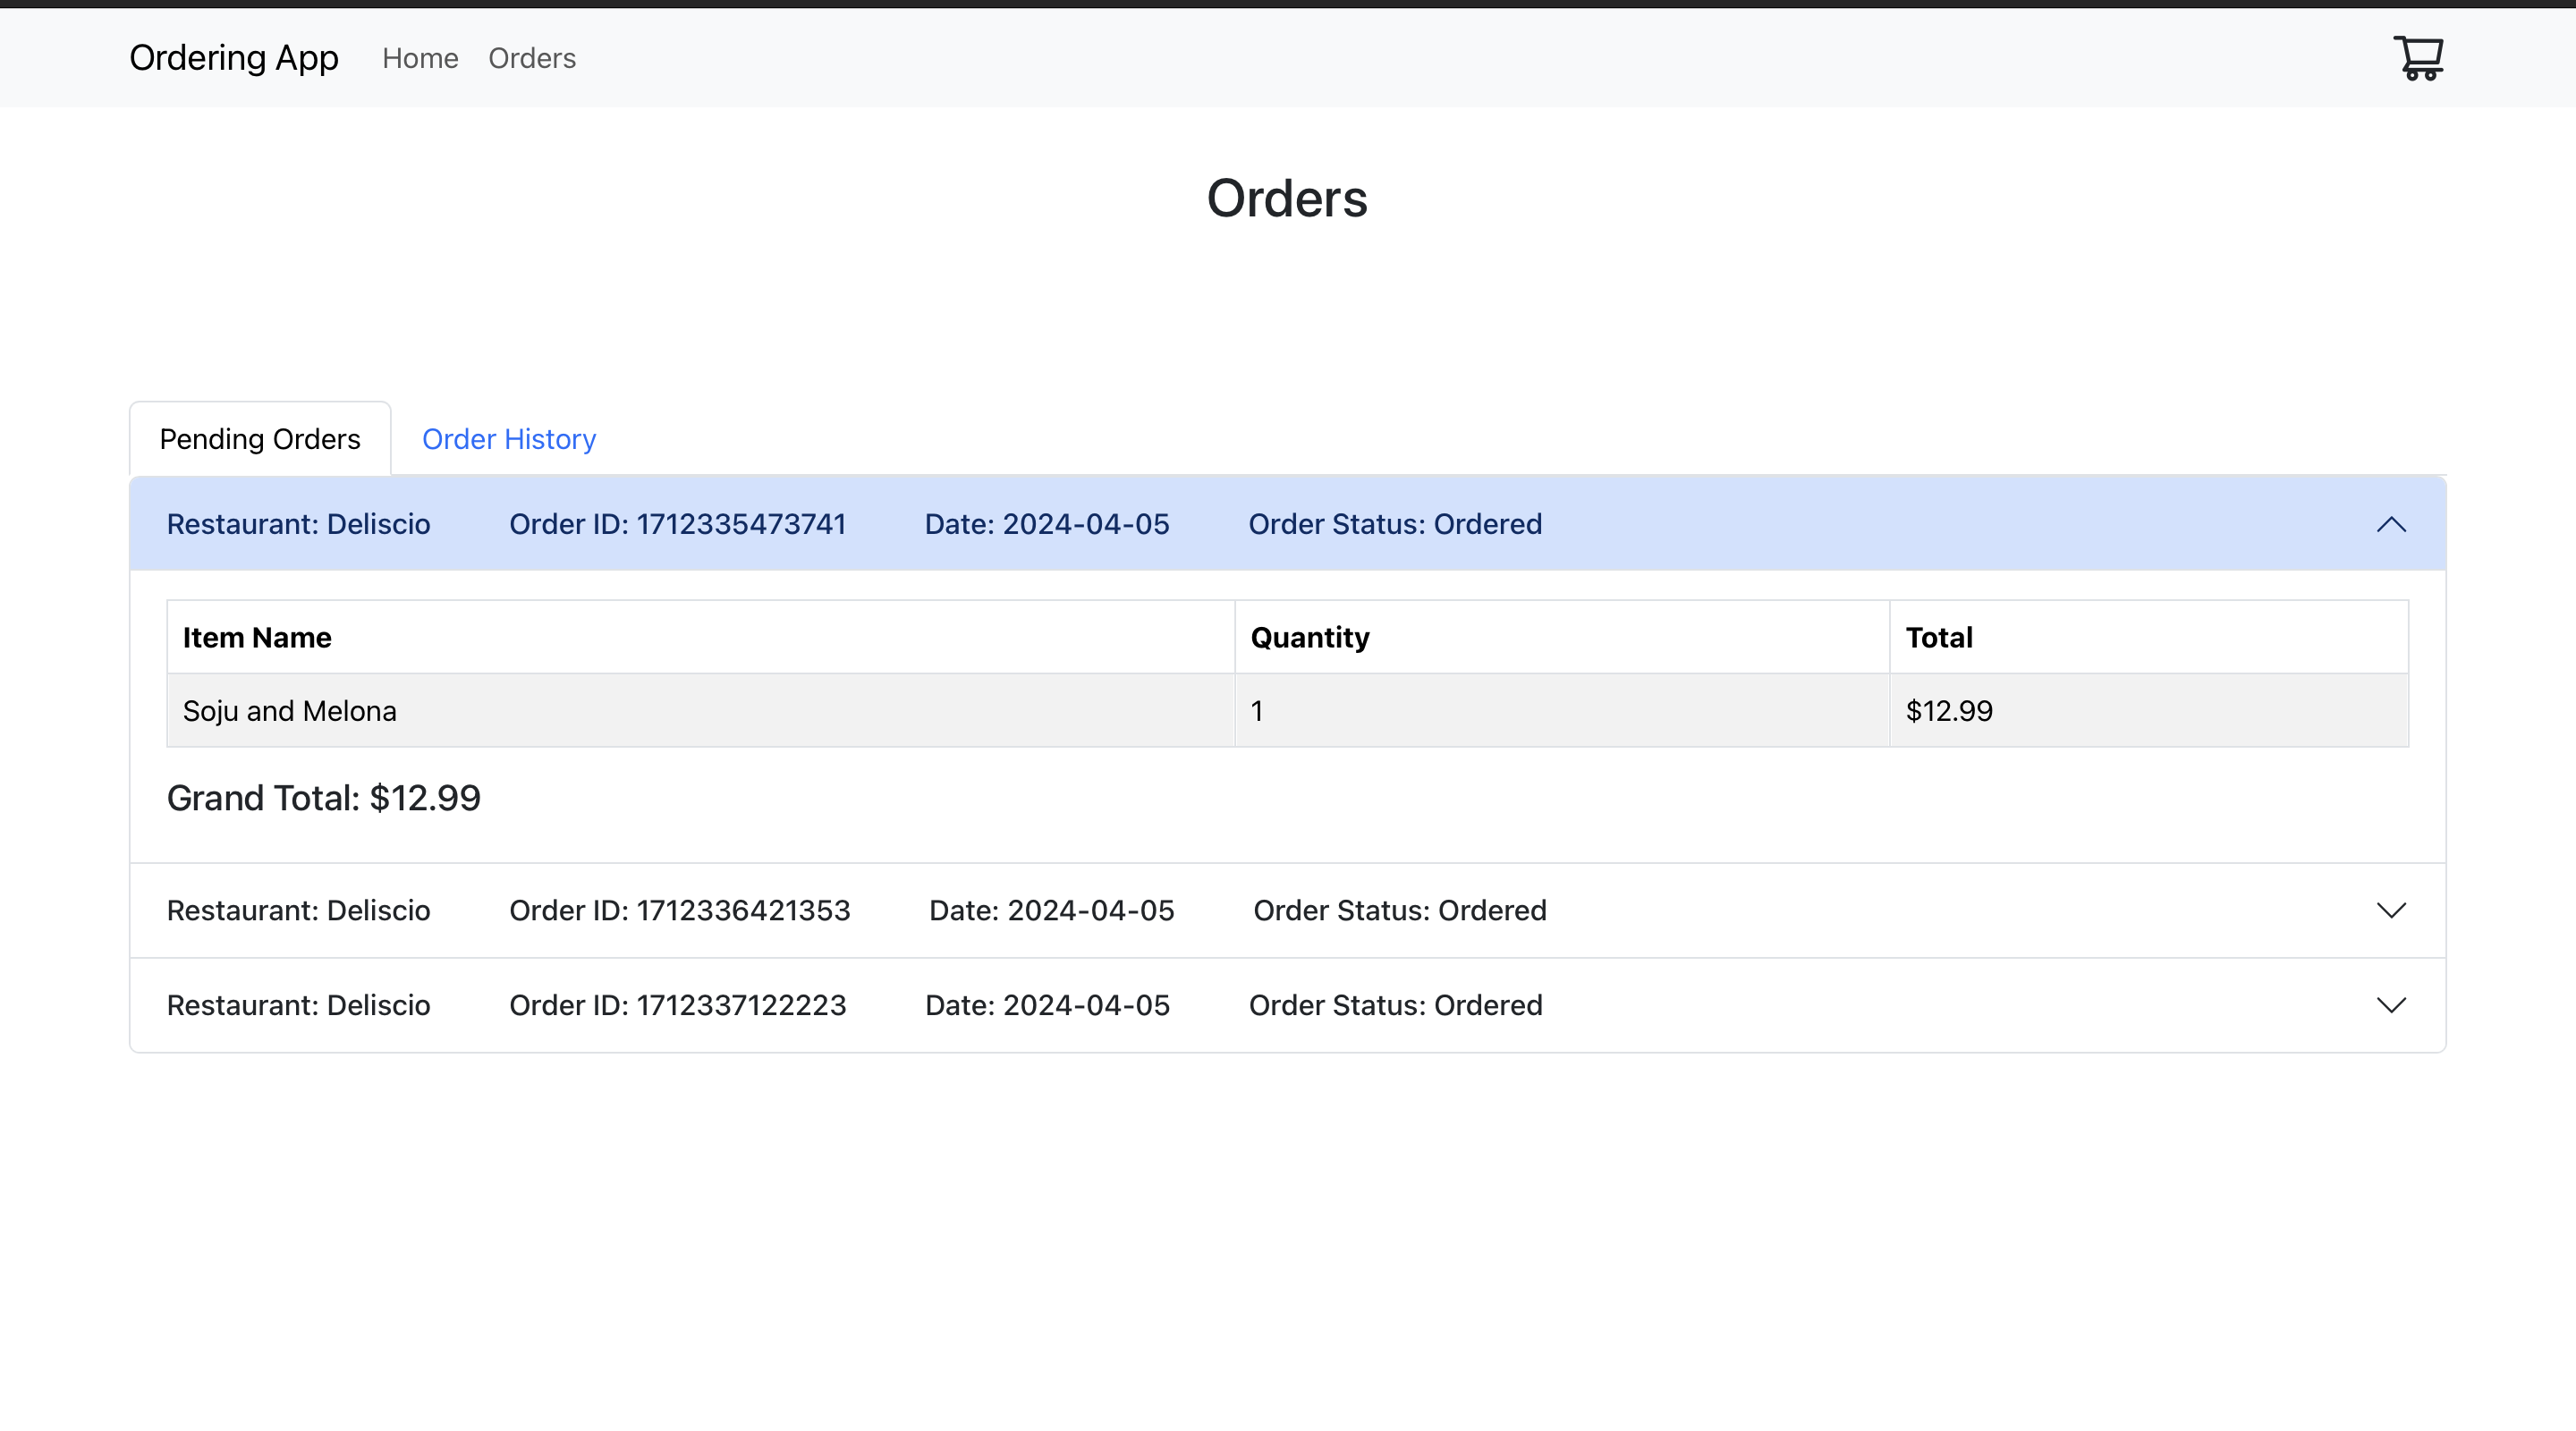 Ordering App Home Orders
Orders
Pending Orders Order History
Restaurant: Deliscio Order ID: 1712335473741 Date: 2024-04-05 Order Status: Ordered
Item Name Quantity Total
Soju and Melona 1 $12.99
Grand Total: $12.99
Restaurant: Deliscio Order ID: 1712336421353 Date: 2024-04-05 Order Status: Ordered
Restaurant: Deliscio Order ID: 1712337122223 Date: 2024-04-05 Order Status: Ordered